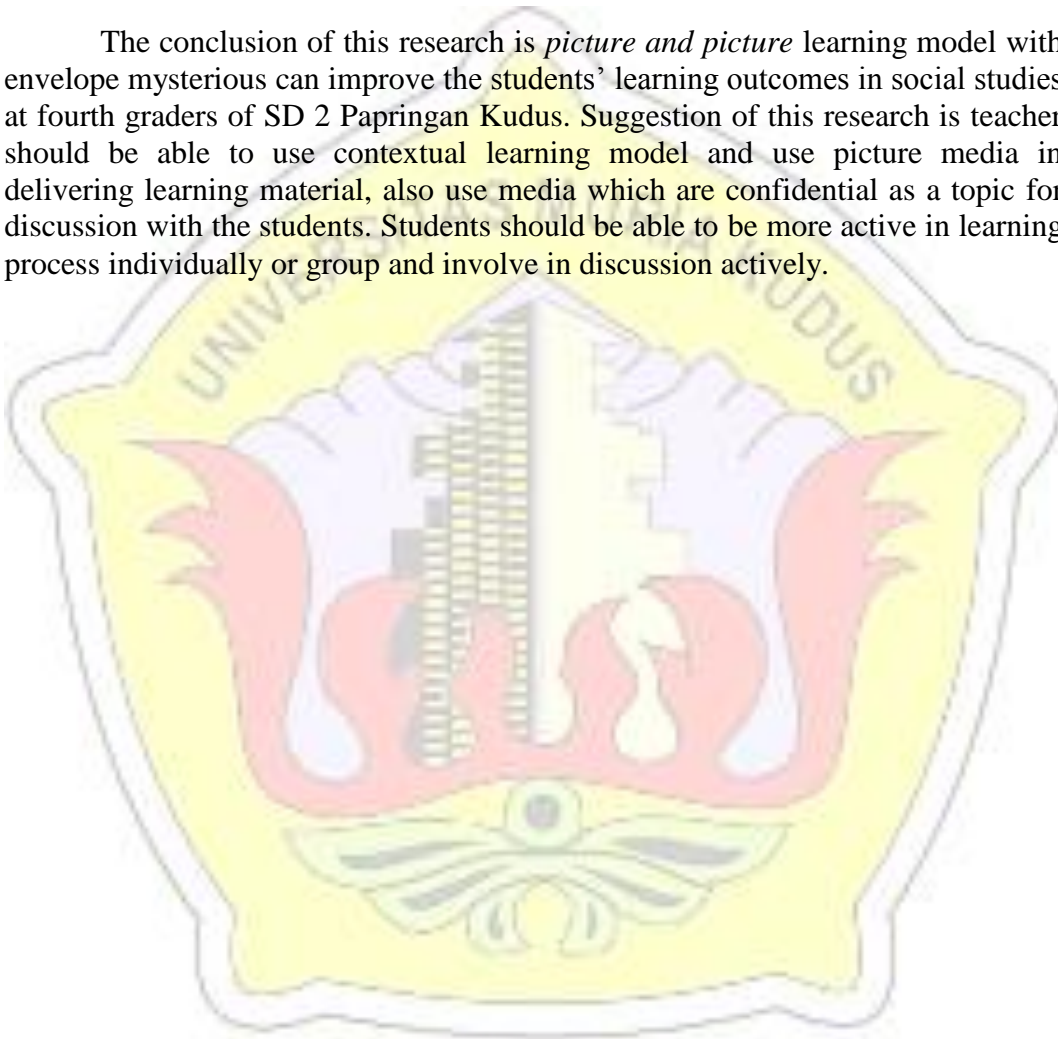 The conclusion of this research is picture and picture learning model with
envelope mysterious can improve the students’ learning outcomes in social studies
at fourth graders of SD 2 Papringan Kudus. Suggestion of this research is teacher
should be able to use contextual learning model and use picture media in
delivering learning material, also use media which are confidential as a topic for
discussion with the students. Students should be able to be more active in learning
process individually or group and involve in discussion actively.
UNIVERSITAS MURIA KUDUS